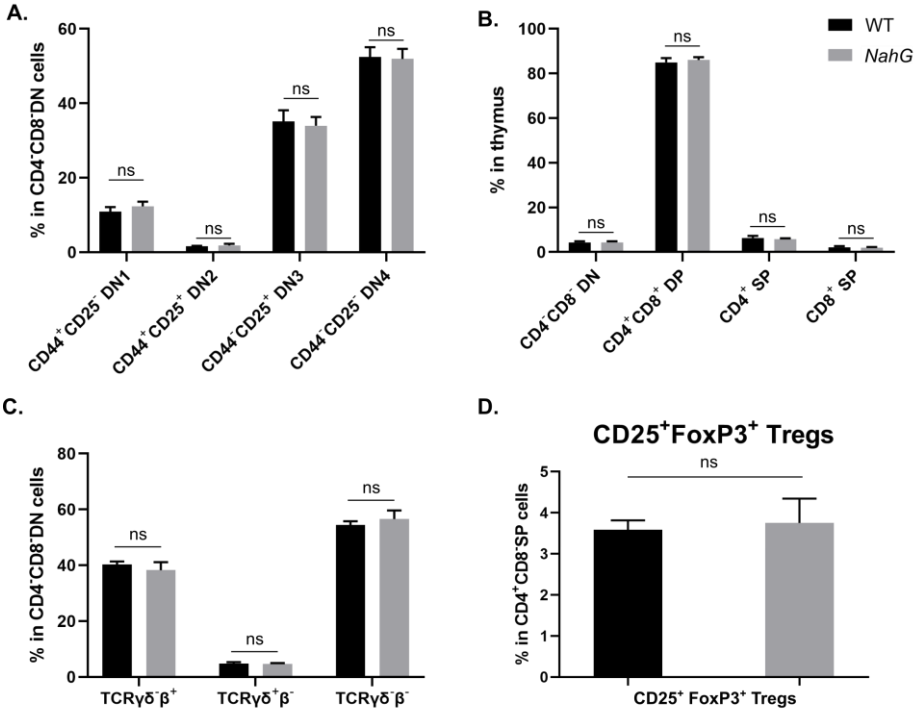 A.
% in CD4⁻CD8⁻DN cells
60
40
20
0
ns
ns
ns
ns
CD44⁺CD25⁻ DN1
CD44⁺CD25⁺ DN2
CD44⁻CD25⁺ DN3
CD44⁻CD25⁻ DN4
B.
% in thymus
100
80
60
40
20
0
ns
ns
ns
ns
CD4⁻CD8⁻ DN
CD4⁺CD8⁺ DP
CD4⁺ SP
CD8⁺ SP
WT
NahG
C.
% in CD4⁻CD8⁻DN cells
80
60
40
20
0
ns
ns
ns
TCRγδ⁻β⁺
TCRγδ⁺β⁻
TCRγδ⁻β⁻
D.
CD25⁺FoxP3⁺ Tregs
% in CD4⁺CD8⁻SP cells
5
4
3
2
1
0
ns
CD25⁺ FoxP3⁺ Tregs